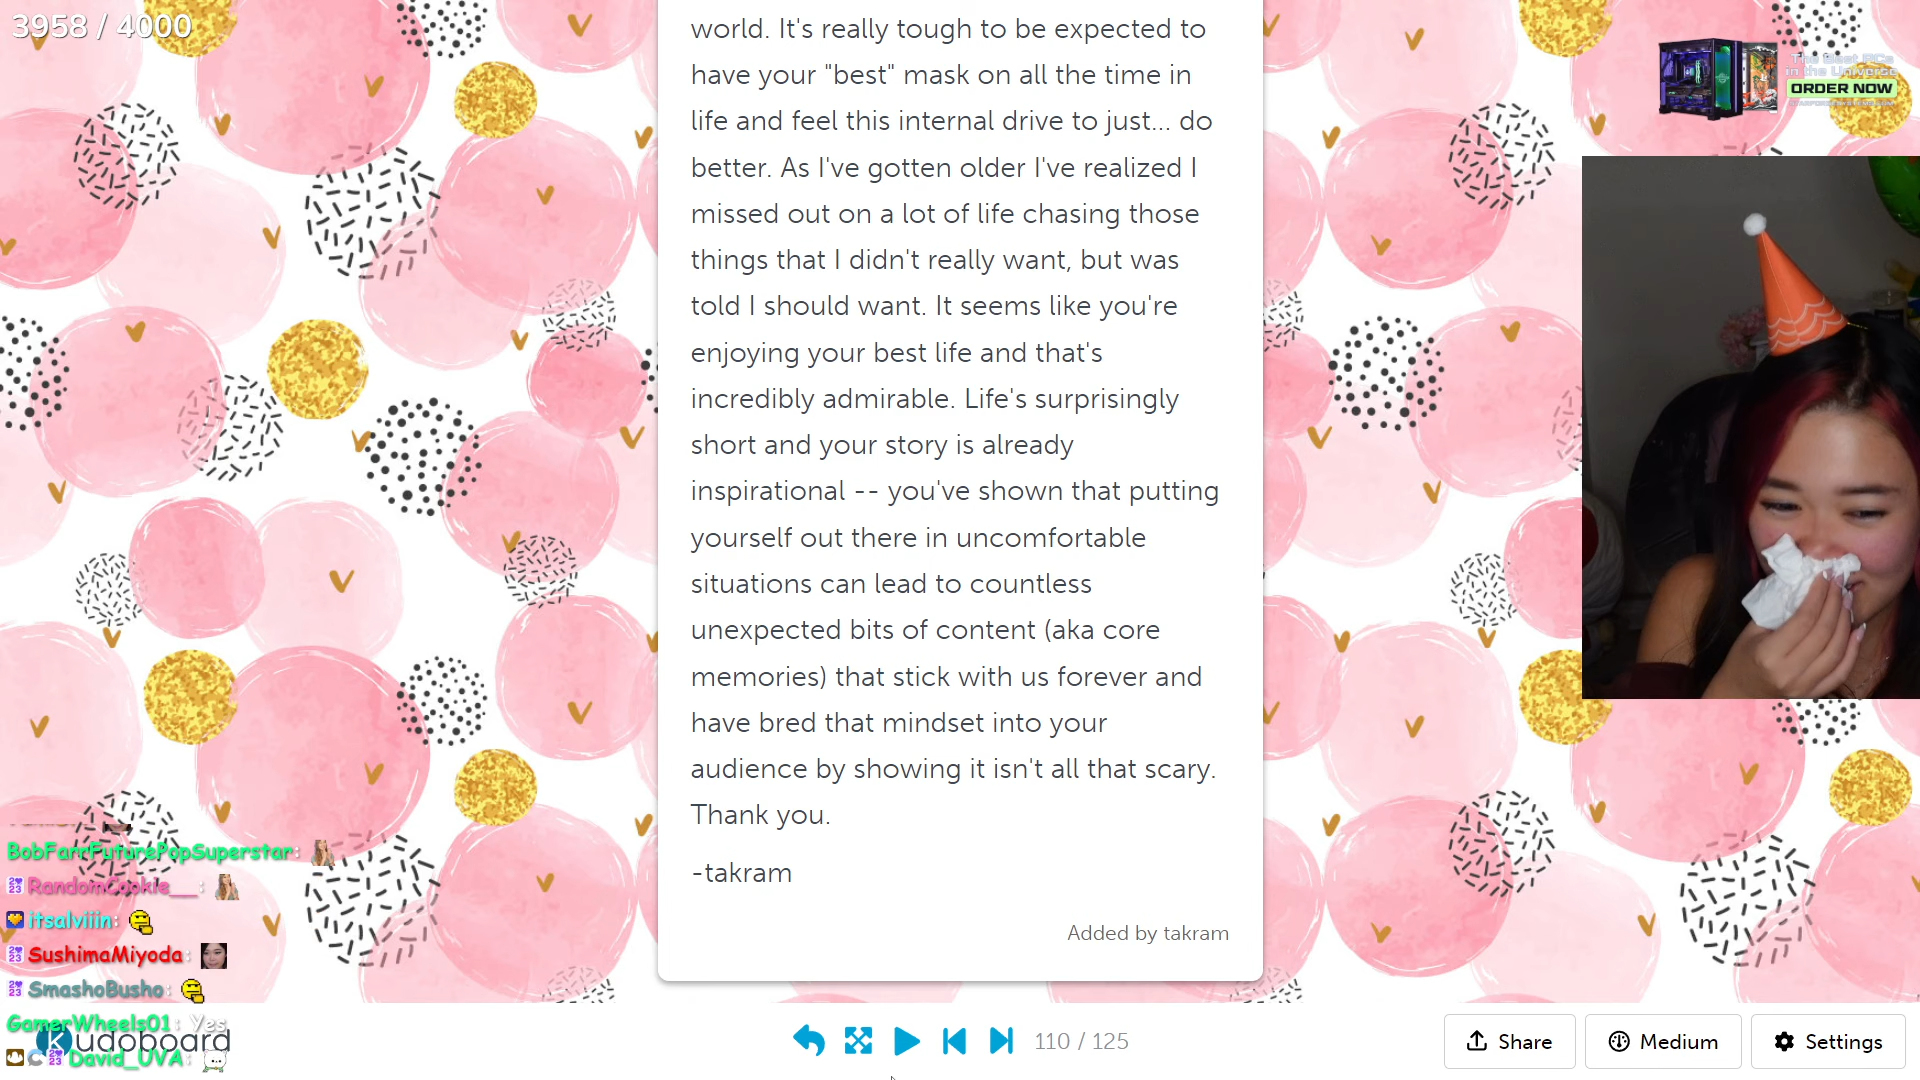 3958 / 4000
world. It's really tough to be expected to
have your "best" mask on all the time in
life and feel this internal drive to just... do
better. As I've gotten older I've realized I
missed out on a lot of life chasing those
things that I didn't really want, but was
told I should want. It seems like you're
enjoying your best life and that's
incredibly admirable. Life's surprisingly
short and your story is already
inspirational -- you've shown that putting
yourself out there in uncomfortable
situations can lead to countless
unexpected bits of content (aka core
memories) that stick with us forever and
have bred that mindset into your
audience by showing it isn't all that scary.
Thank you.
-takram
Added by takram
The Best PCs
in the Universe
ORDER NOW
BobFarrFuturePopSuperstar:
RandomCookie__:
itsalviiin:
SushimaMiyoda:
SmashoBusho:
GamerWheels01: Yes
David_UVA:
Kudoboard
110 / 125
Share
Medium
Settings